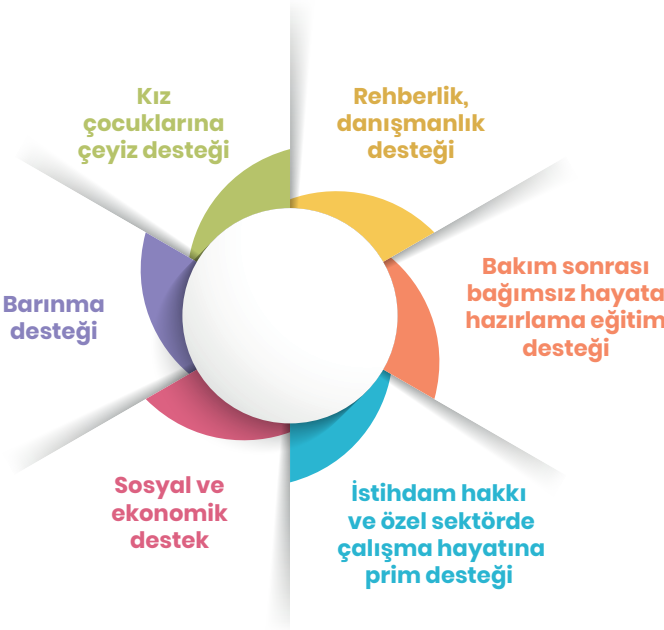 Kız
çocuklarına
çeyiz desteği
Rehberlik,
danışmanlık
desteği
Bakım sonrası
bağımsız hayata
hazırlama eğitim
desteği
İstihdam hakkı
ve özel sektörde
çalışma hayatına
prim desteği
Sosyal ve
ekonomik
destek
Barınma
desteği